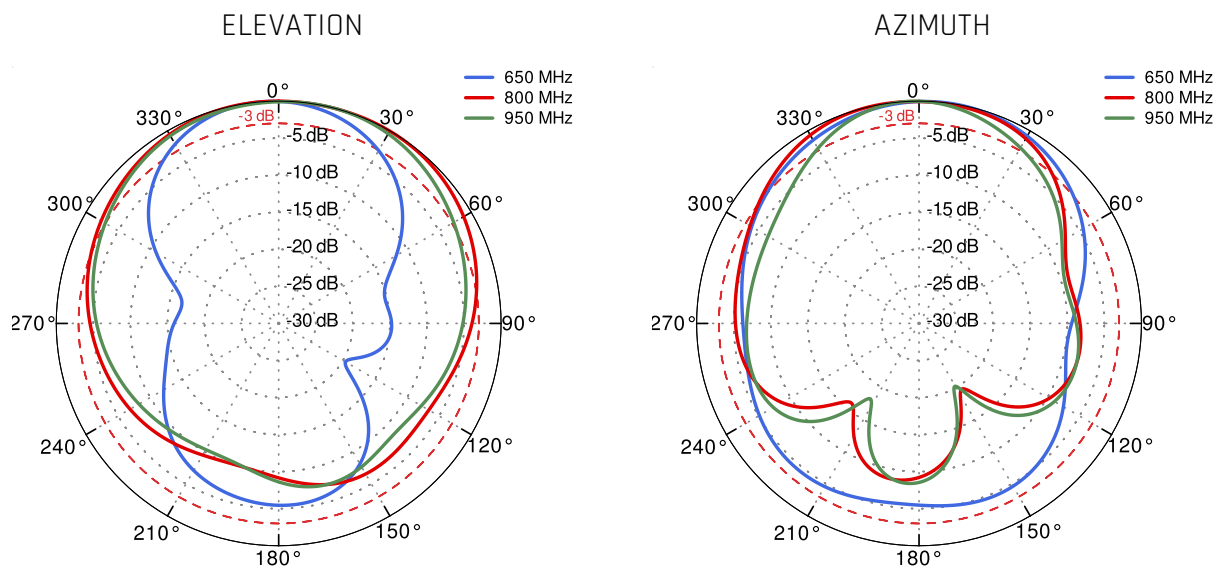 ELEVATION
650 MHz
800 MHz
950 MHz
0°
30°
60°
90°
120°
150°
180°
210°
240°
270°
300°
330°
-3 dB
-5 dB
-10 dB
-15 dB
-20 dB
-25 dB
-30 dB
AZIMUTH
650 MHz
800 MHz
950 MHz
0°
30°
60°
90°
120°
150°
180°
210°
240°
270°
300°
330°
-3 dB
-5 dB
-10 dB
-15 dB
-20 dB
-25 dB
-30 dB